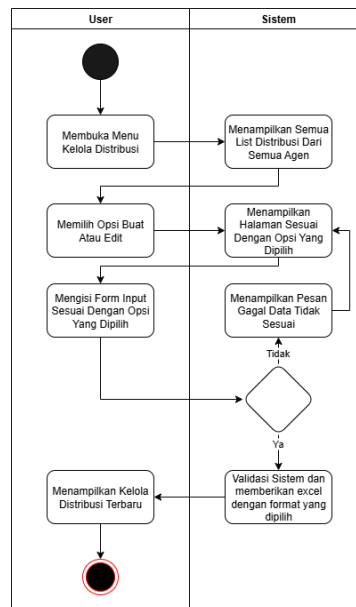 User
Sistem
Membuka Menu
Kelola Distribusi
Menampilkan Semua
List Distribusi Dari
Semua Agen
Memilih Opsi Buat
Atau Edit
Menampilkan
Halaman Sesuai
Dengan Opsi Yang
Dipilih
Mengisi Form Input
Sesuai Dengan Opsi
Yang Dipilih
Menampilkan Pesan
Gagal Data Tidak
Sesuai
Tidak
Ya
Validasi Sistem dan
memberikan excel
dengan format yang
dipilih
Menampilkan Kelola
Distribusi Terbaru